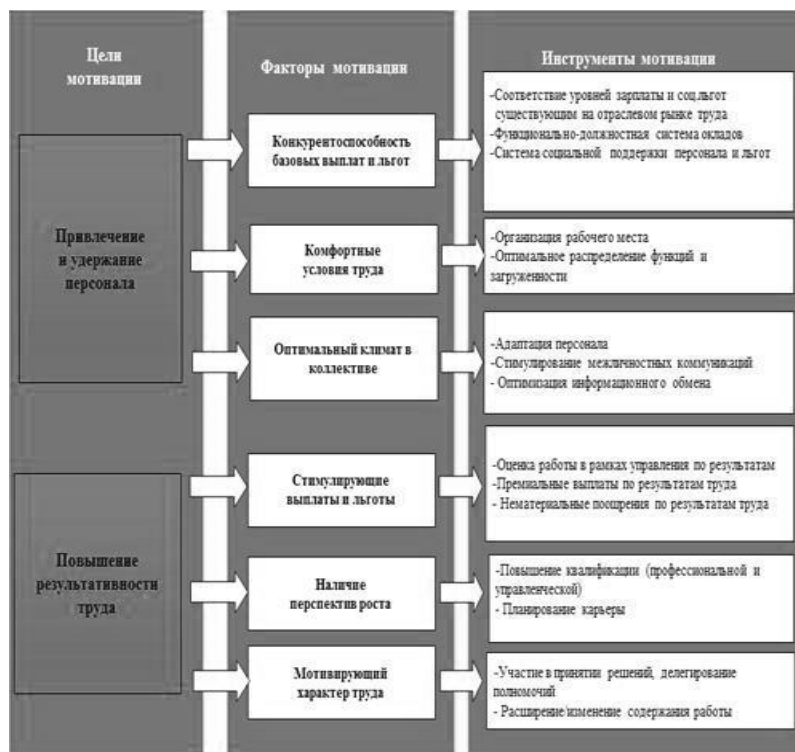 Цели
мотивации
Факторы мотивации
Инструменты мотивации
Привлечение
и удержание
персонала
Конкурентоспособность
базовых выплат и льгот
-Соответствие уровней зарплаты и соц.льгот
существующим на отраслевом рынке труда
-Функционально-должностная система окладов
-Система социальной поддержки персонала и льгот
Комфортные
условия труда
-Организация рабочего места
-Оптимальное распределение функций и
загруженности
Оптимальный климат в
коллективе
-Адаптация персонала
-Стимулирование межличностных коммуникаций
- Оптимизация информационного обмена
Повышение
результативности
труда
Стимулирующие
выплаты и льготы
-Оценка работы в рамках управления по результатам
-Премиальные выплаты по результатам труда
- Нематериальные поощрения по результатам труда
Наличие
перспектив роста
-Повышение квалификации (профессиональной и
управленческой)
- Планирование карьеры
Мотивирующий
характер труда
-Участие в принятии решений, делегирование
полномочий
- Расширение/изменение содержания работы